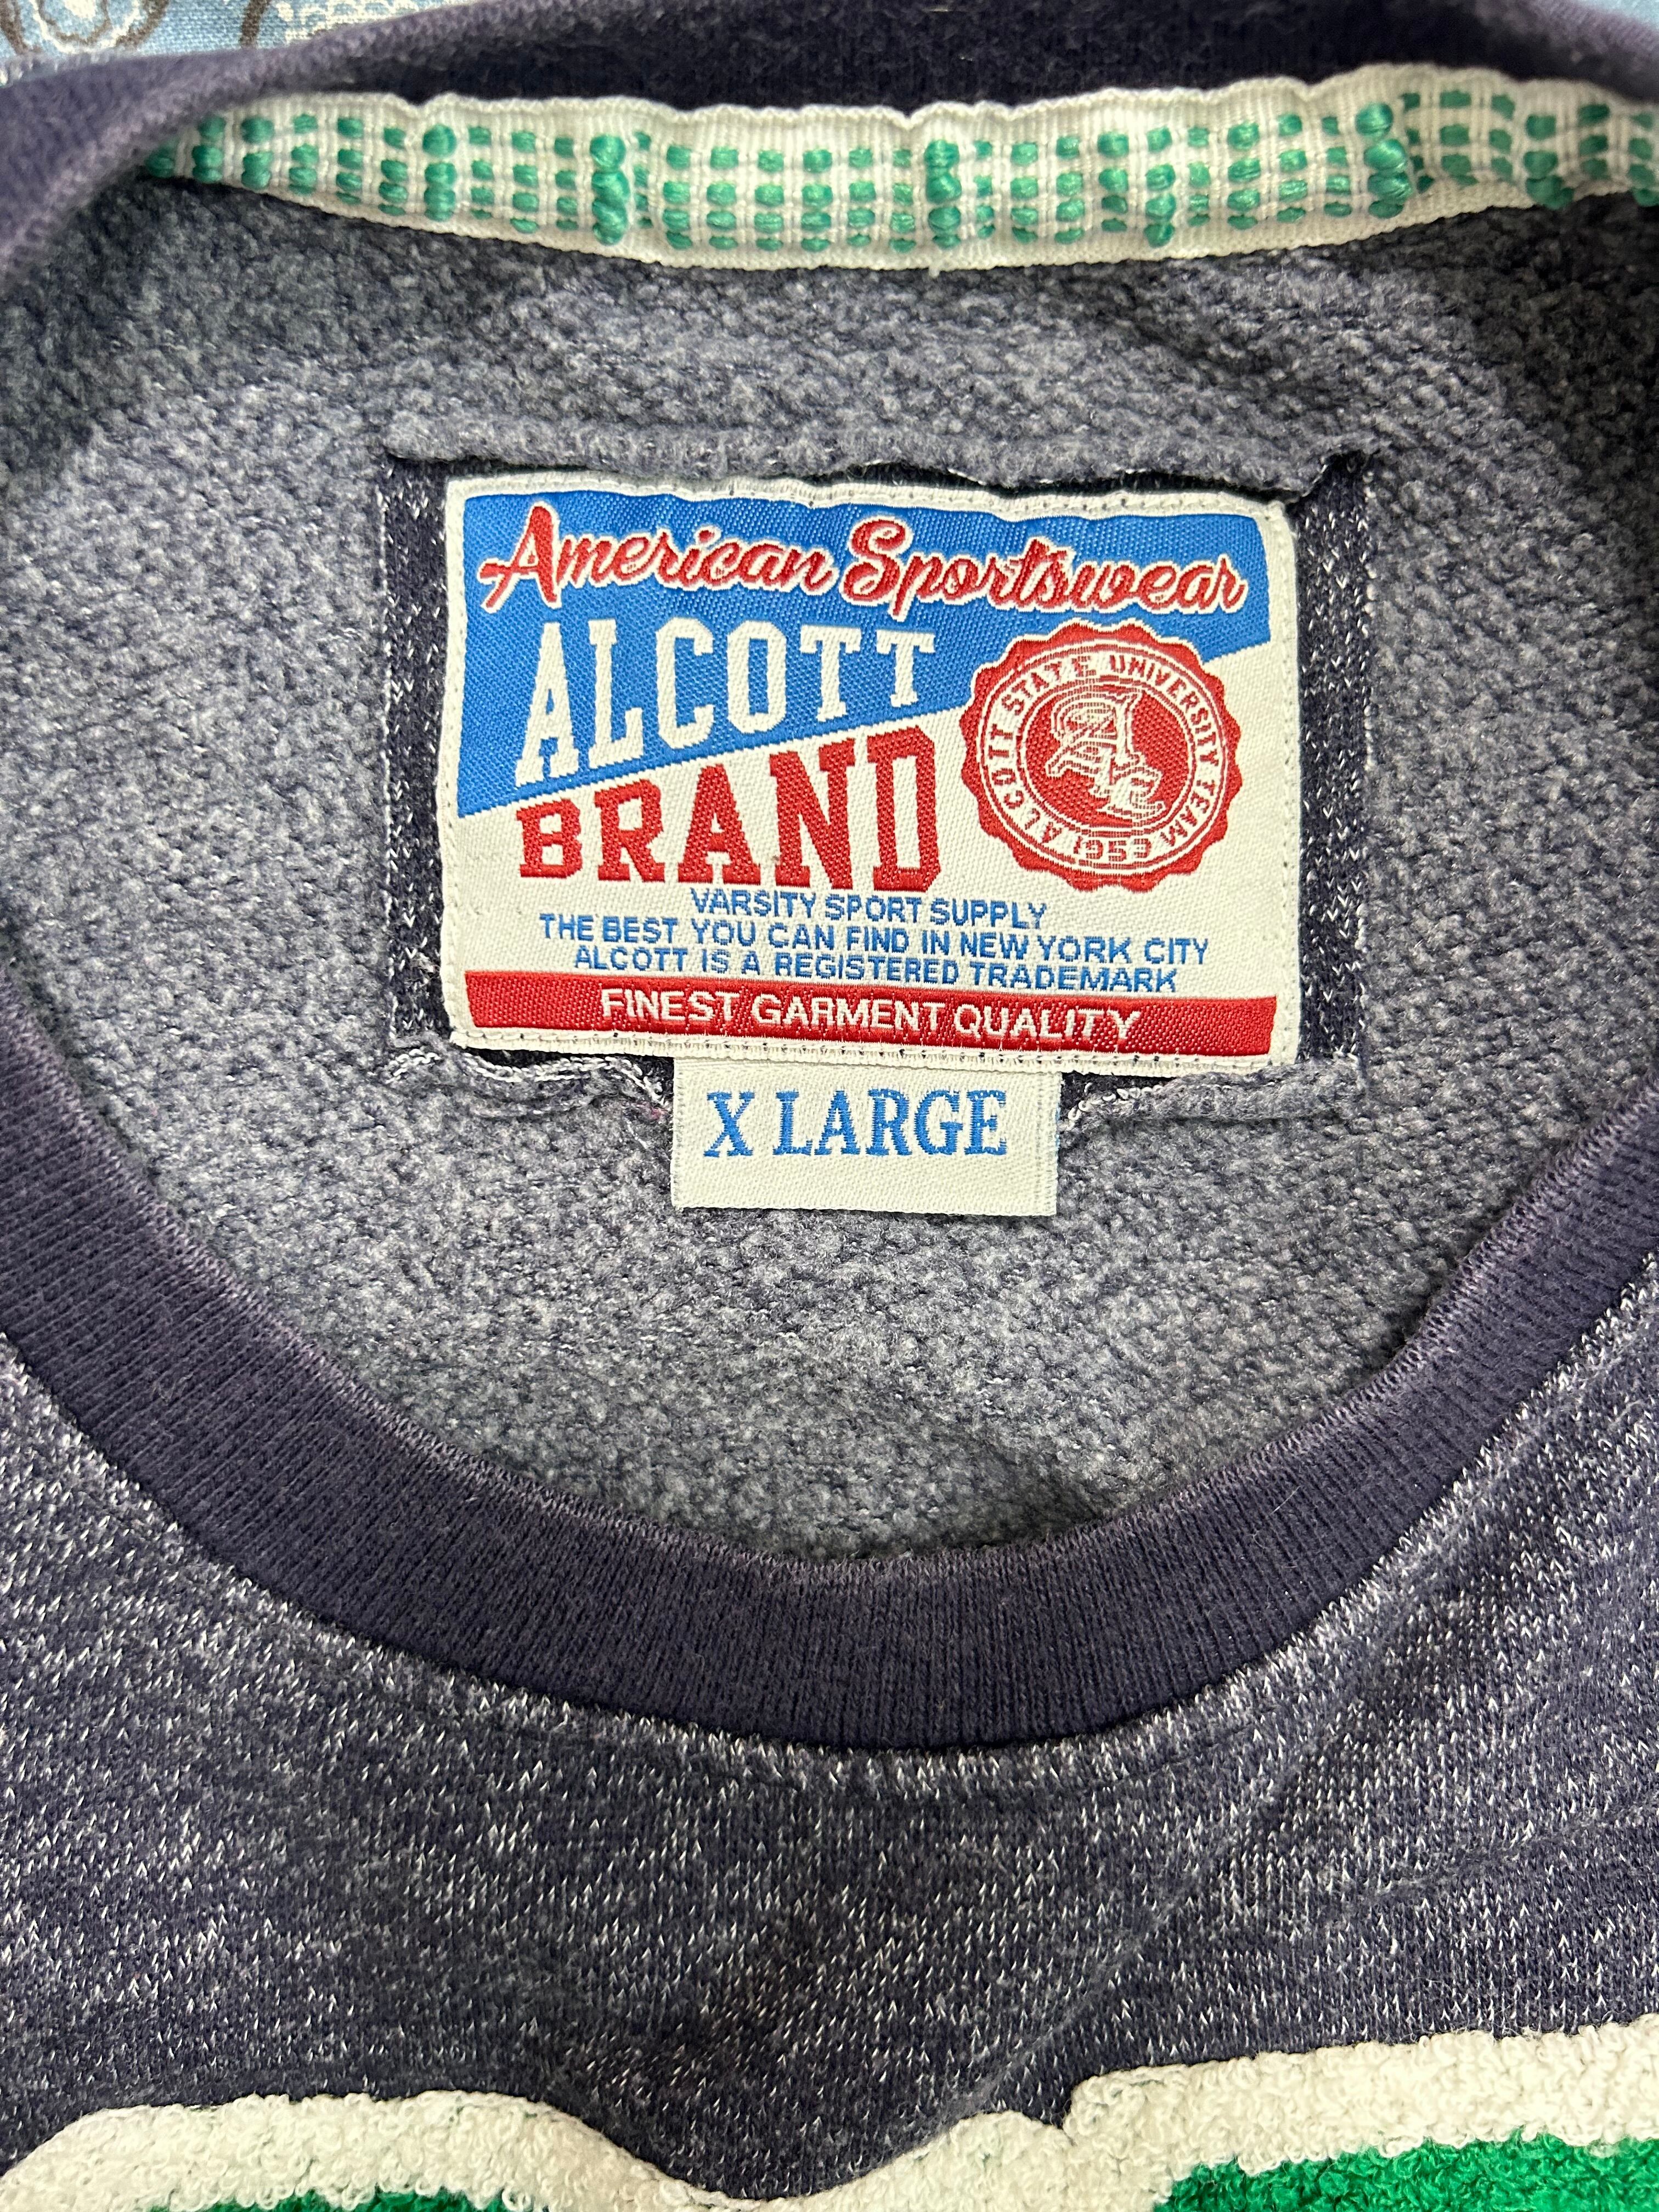 American Sportswear
ALCOTT
BRAND
ALCOTT STATE UNIVERSITY TEAM
VARSITY SPORT SUPPLY
THE BEST YOU CAN FIND IN NEW YORK CITY
ALCOTT IS A REGISTERED TRADEMARK
FINEST GARMENT QUALITY
X LARGE